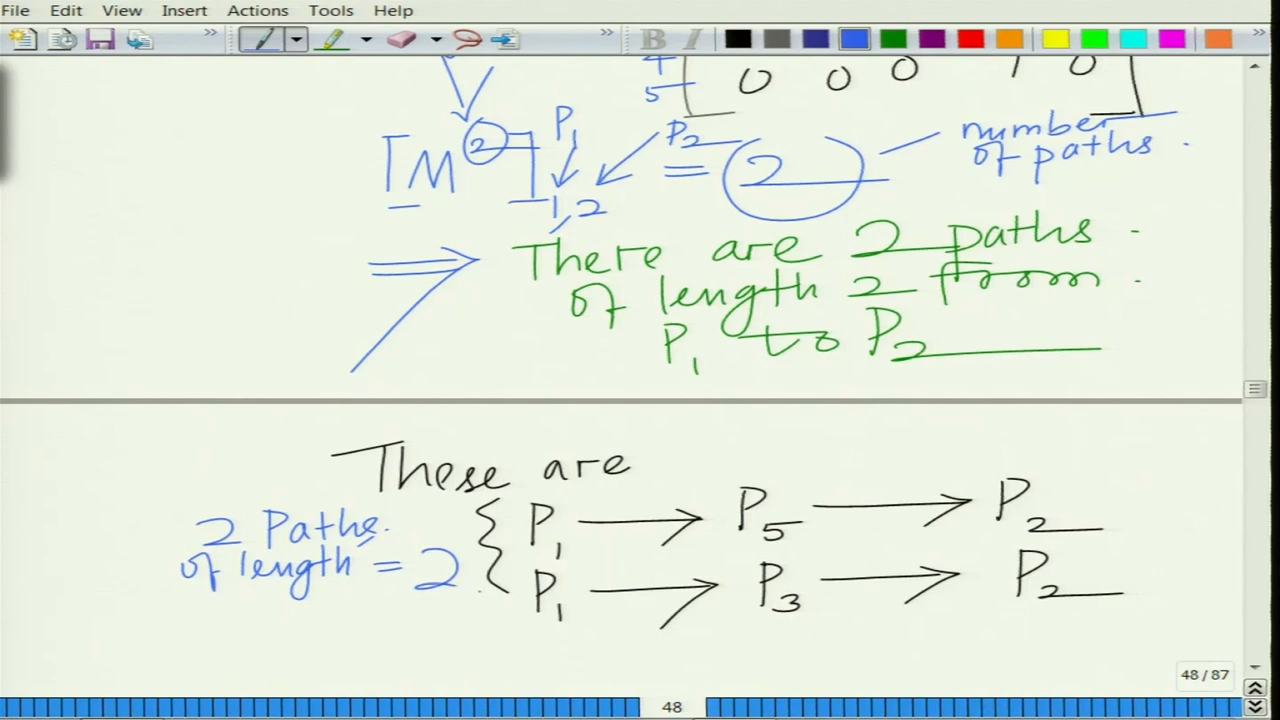 File Edit View Insert Actions Tools Help
B I
4
5
0 0 0 1 0
[M²]1,2 = 2
P1
P2
number
of paths.
⟹ There are 2 paths.
of length 2 from.
P1 to P2
These are
2 Paths.
of length = 2
{ P1 → P5 → P2
P1 → P3 → P2
48 / 87
48